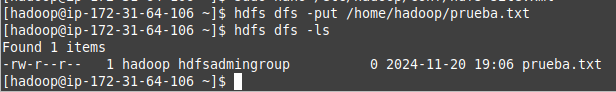 [hadoop@ip-172-31-64-106 ~]$ hdfs dfs -put /home/hadoop/prueba.txt
[hadoop@ip-172-31-64-106 ~]$ hdfs dfs -ls
Found 1 items
-rw-r--r--   1 hadoop hdfsadmingroup          0 2024-11-20 19:06 prueba.txt
[hadoop@ip-172-31-64-106 ~]$